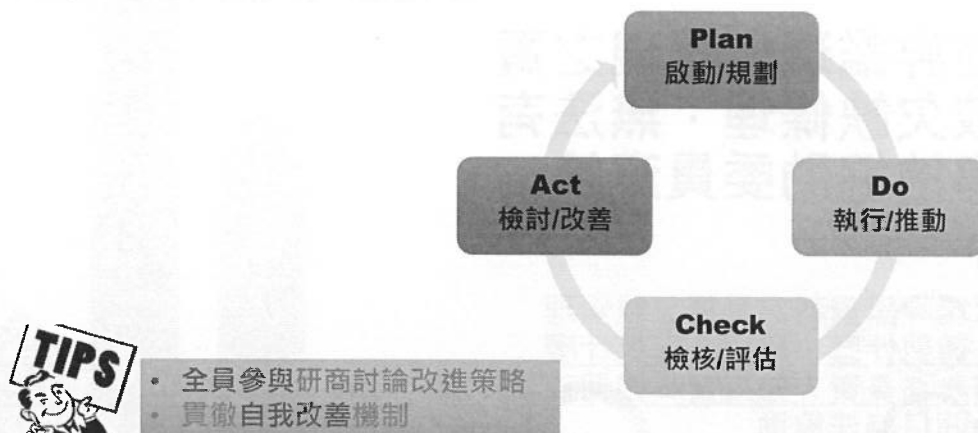 Plan
啟動/規劃
Act
檢討/改善
Do
執行/推動
Check
檢核/評估
TIPS
• 全員參與研商討論改進策略
• 貫徹自我改善機制